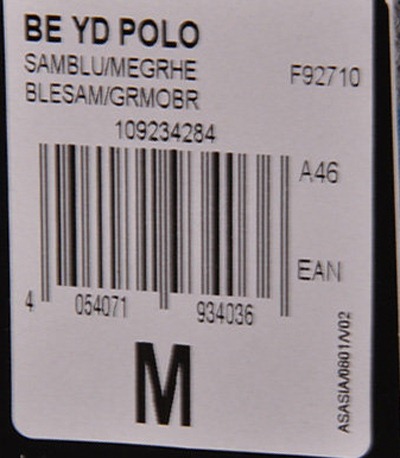 BE YD POLO
SAMBLU/MEGRHE F92710
BLESAM/GRMOBR
109234284
A46
EAN
4 054071 934036
M
ASASIA/0801/V02